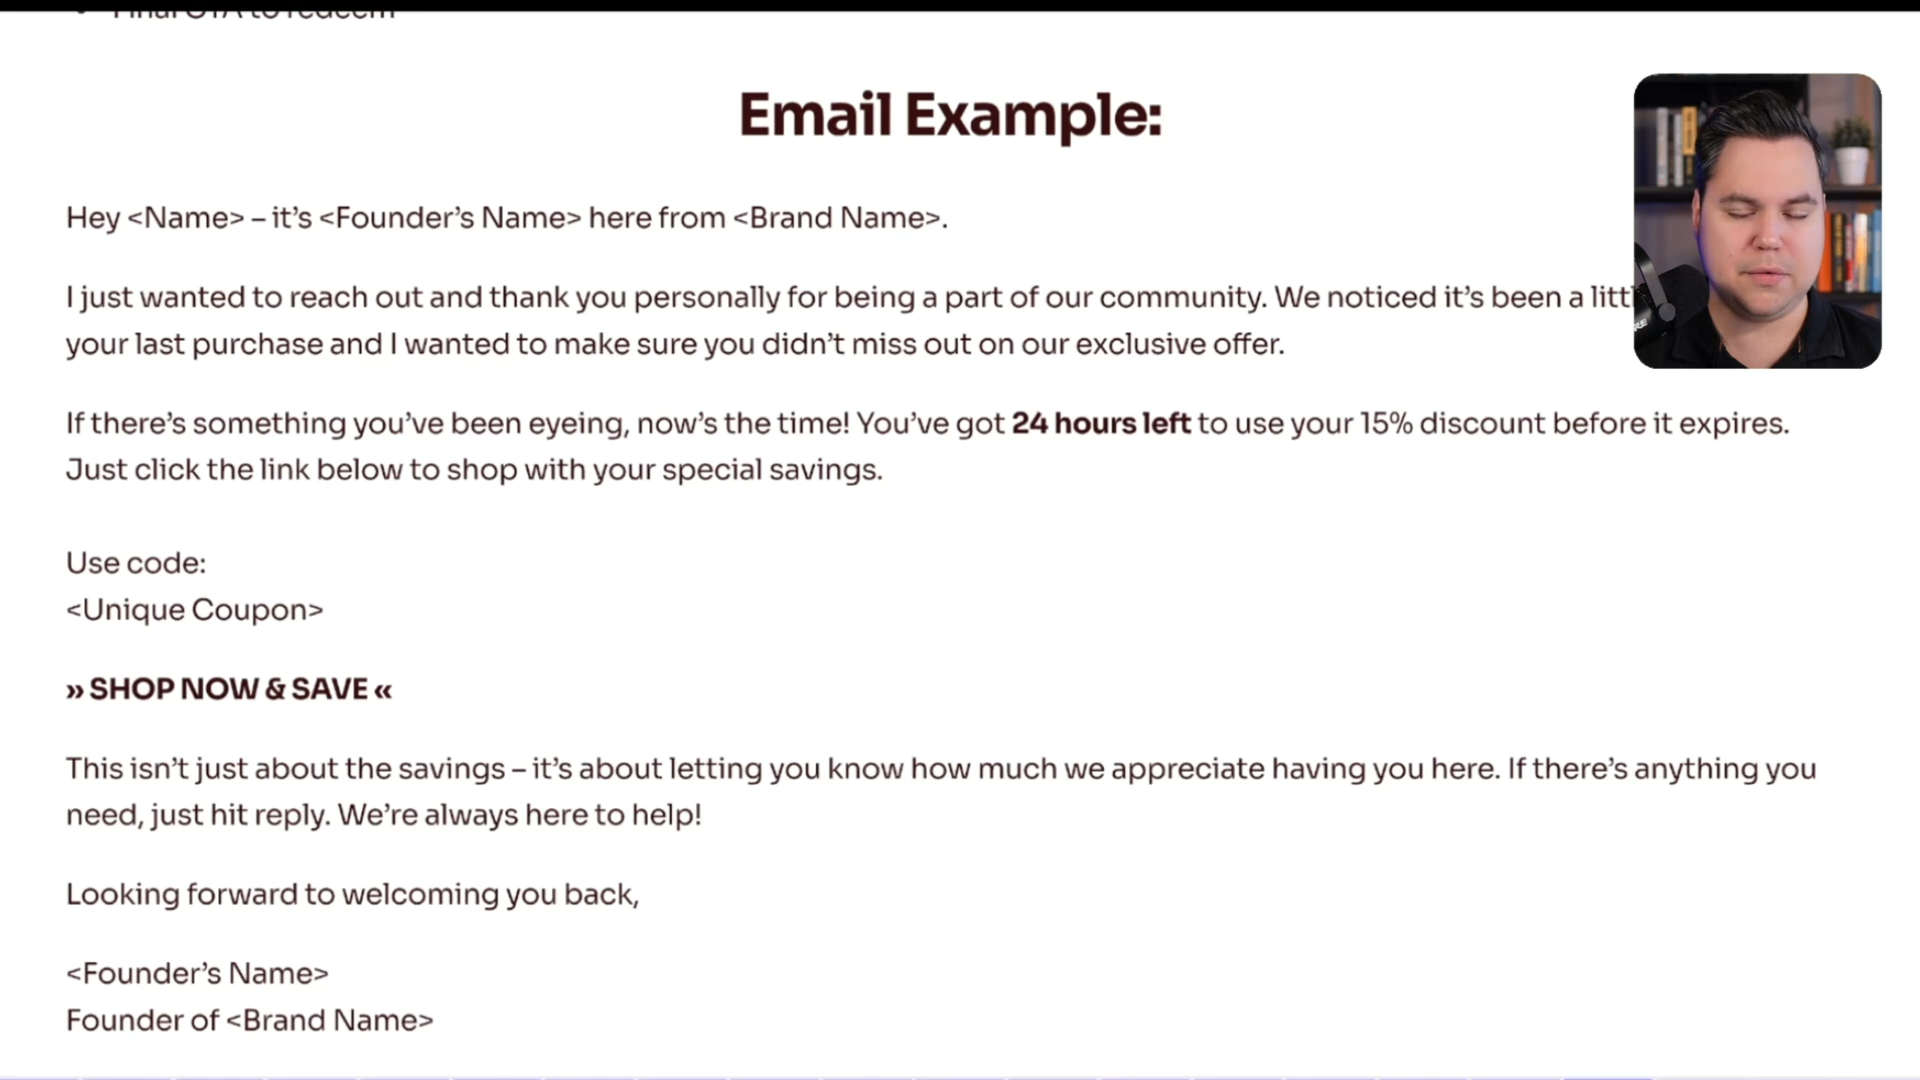 Final CTA to redeem
Email Example:
Hey <Name> – it’s <Founder’s Name> here from <Brand Name>.
I just wanted to reach out and thank you personally for being a part of our community. We noticed it’s been a
your last purchase and I wanted to make sure you didn’t miss out on our exclusive offer.
If there’s something you’ve been eyeing, now’s the time! You’ve got 24 hours left to use your 15% discount before it expires.
Just click the link below to shop with your special savings.
Use code:
<Unique Coupon>
» SHOP NOW & SAVE «
This isn’t just about the savings – it’s about letting you know how much we appreciate having you here. If there’s anything you
need, just hit reply. We’re always here to help!
Looking forward to welcoming you back,
<Founder’s Name>
Founder of <Brand Name>